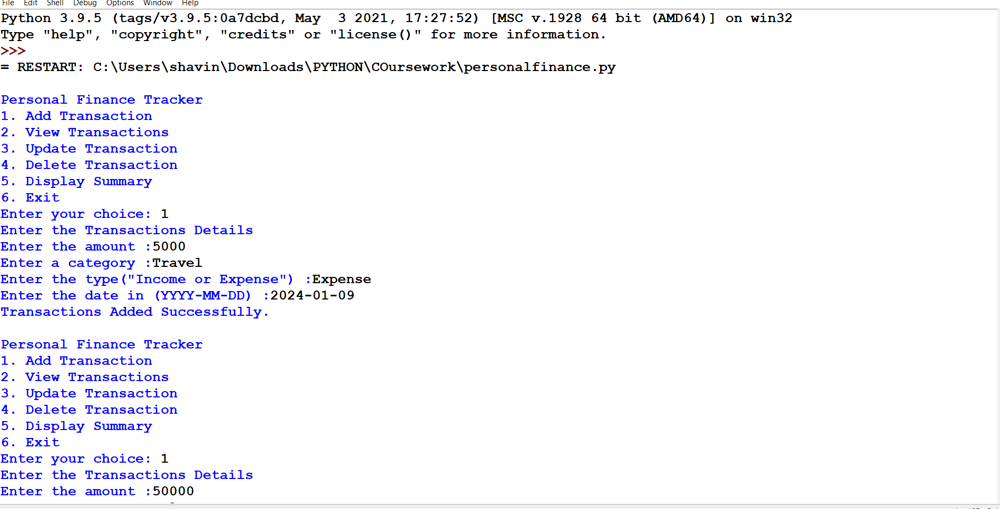 File Edit Shell Debug Options Window Help
Python 3.9.5 (tags/v3.9.5:0a7dcbd, May  3 2021, 17:27:52) [MSC v.1928 64 bit (AMD64)] on win32
Type "help", "copyright", "credits" or "license()" for more information.
>>>
= RESTART: C:\Users\shavin\Downloads\PYTHON\COursework\personalfinance.py
Personal Finance Tracker
1. Add Transaction
2. View Transactions
3. Update Transaction
4. Delete Transaction
5. Display Summary
6. Exit
Enter your choice: 1
Enter the Transactions Details
Enter the amount :5000
Enter a category :Travel
Enter the type("Income or Expense") :Expense
Enter the date in (YYYY-MM-DD) :2024-01-09
Transactions Added Successfully.
Personal Finance Tracker
1. Add Transaction
2. View Transactions
3. Update Transaction
4. Delete Transaction
5. Display Summary
6. Exit
Enter your choice: 1
Enter the Transactions Details
Enter the amount :50000